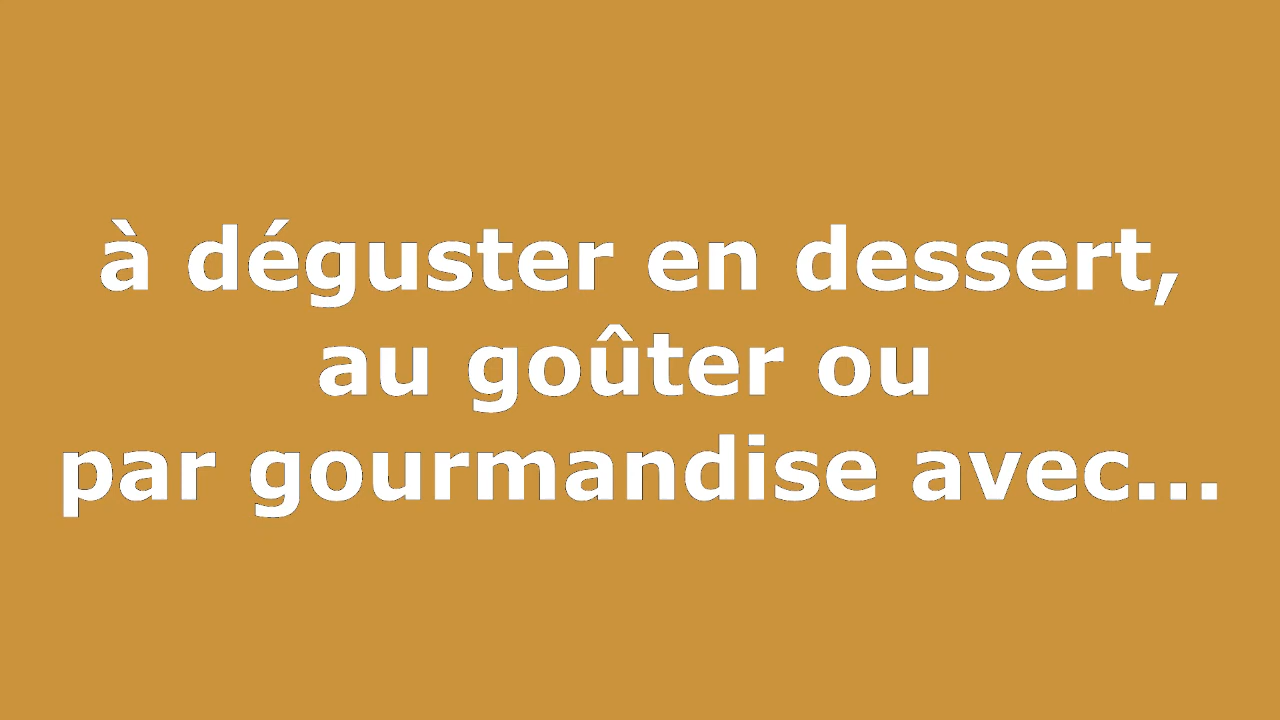 à déguster en dessert,
au goûter ou
par gourmandise avec...